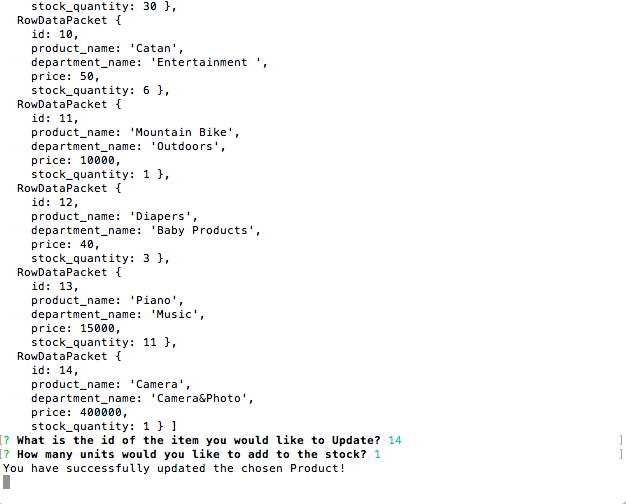 stock_quantity: 30 },
RowDataPacket {
id: 10,
product_name: 'Catan',
department_name: 'Entertainment ',
price: 50,
stock_quantity: 6 },
RowDataPacket {
id: 11,
product_name: 'Mountain Bike',
department_name: 'Outdoors',
price: 10000,
stock_quantity: 1 },
RowDataPacket {
id: 12,
product_name: 'Diapers',
department_name: 'Baby Products',
price: 40,
stock_quantity: 3 },
RowDataPacket {
id: 13,
product_name: 'Piano',
department_name: 'Music',
price: 15000,
stock_quantity: 11 },
RowDataPacket {
id: 14,
product_name: 'Camera',
department_name: 'Camera&Photo',
price: 400000,
stock_quantity: 1 } ]
[? What is the id of the item you would like to Update? 14 ]
[? How many units would you like to add to the stock? 1 ]
You have successfully updated the chosen Product!